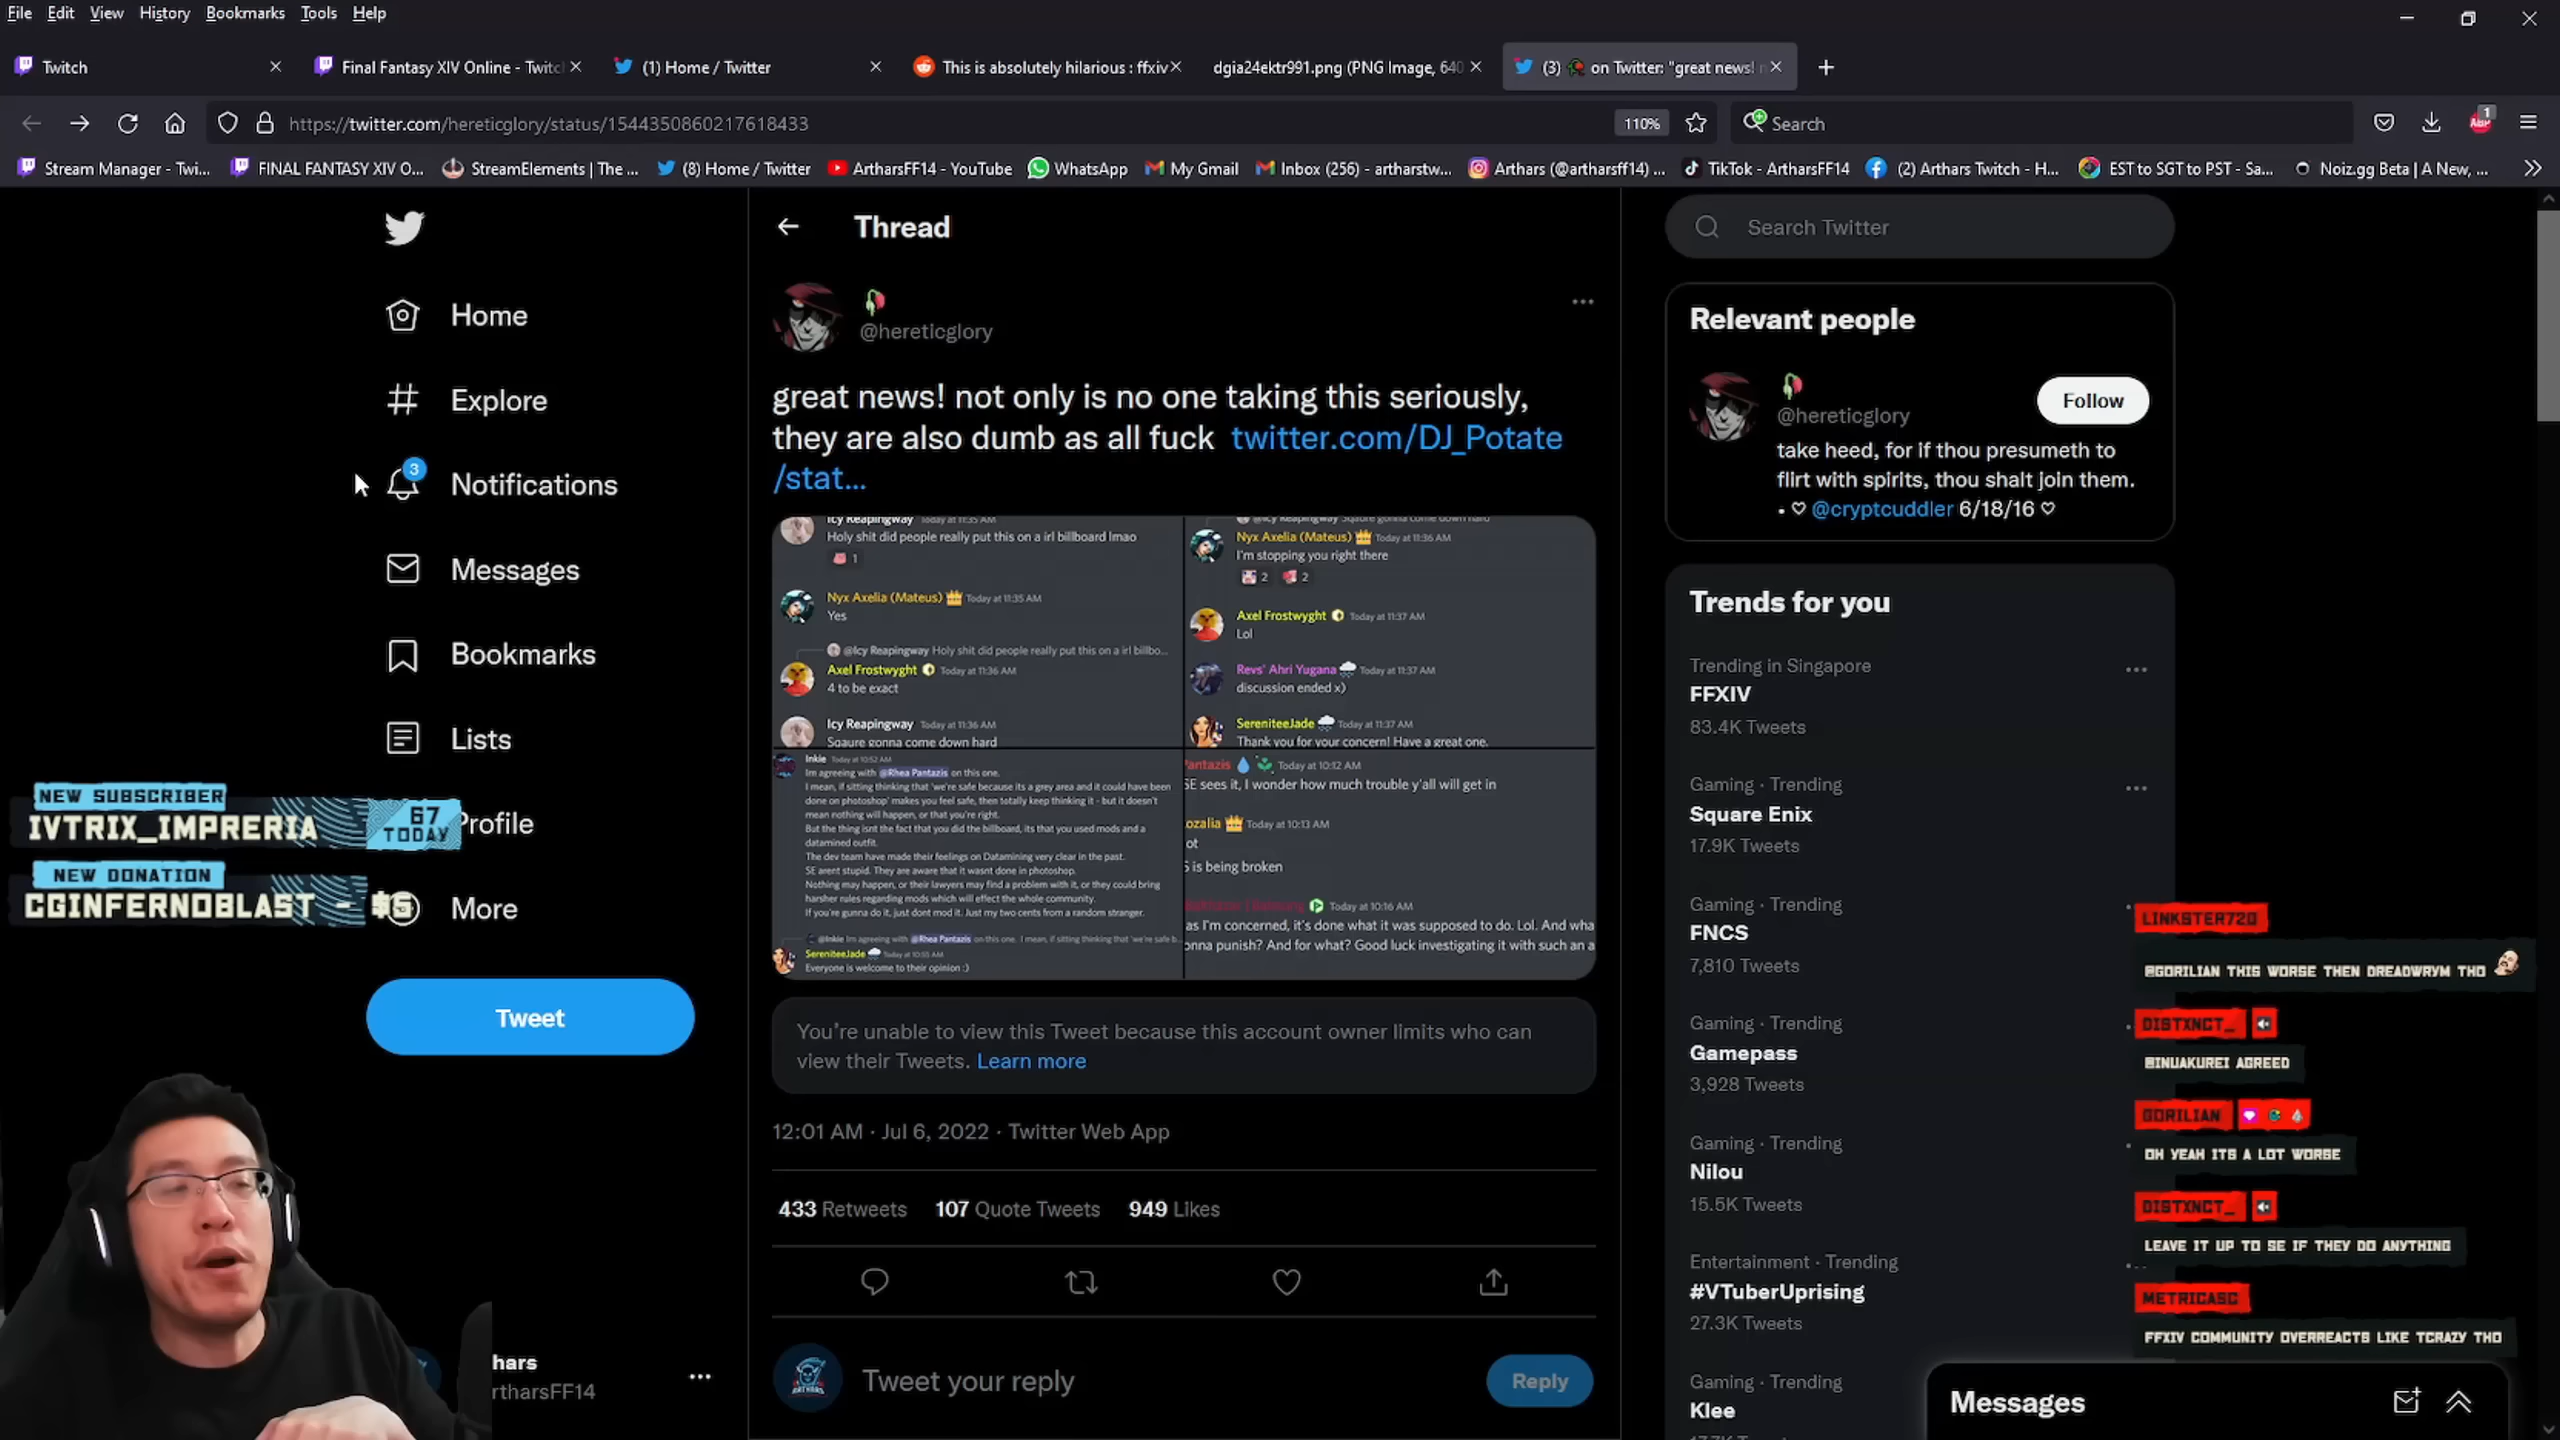 File Edit View History Bookmarks Tools Help
Twitch
Final Fantasy XIV Online - Twitc
(1) Home / Twitter
This is absolutely hilarious : ffxiv
dgia24ektr991.png (PNG Image, 640
(3) on Twitter: "great news!
https://twitter.com/hereticglory/status/1544350860217618433
110%
Search
1
Stream Manager - Twi...
FINAL FANTASY XIV O...
StreamElements | The ...
(8) Home / Twitter
ArtharsFF14 - YouTube
WhatsApp
My Gmail
Inbox (256) - artharstw...
Arthars (@artharsff14) ...
TikTok - ArtharsFF14
(2) Arthars Twitch - H...
EST to SGT to PST - Sa...
Noiz.gg Beta | A New, ...
Home
Explore
3
Notifications
Messages
Bookmarks
Lists
Profile
More
Tweet
NEW SUBSCRIBER
IVTRIX_IMPRERIA
67
TODAY
NEW DONATION
CGINFERNOBLAST - $5
hars
rtharsFF14
Thread
@hereticglory
great news! not only is no one taking this seriously,
they are also dumb as all fuck twitter.com/DJ_Potate
/stat...
Icy Reapingway Today at 11:35 AM
Holy shit did people really put this on a irl billboard lmao
1
Nyx Axelia (Mateus) Today at 11:35 AM
Yes
@Icy Reapingway Holy shit did people really put this on a irl billbo...
Axel Frostwyght Today at 11:36 AM
4 to be exact
Icy Reapingway Today at 11:36 AM
Sqaure gonna come down hard
@Icy Reapingway Sqaure gonna come down hard
Nyx Axelia (Mateus) Today at 11:36 AM
I'm stopping you right there
2 2
Axel Frostwyght Today at 11:37 AM
Lol
Revs' Ahri Yugana Today at 11:37 AM
discussion ended x)
SereniteeJade Today at 11:37 AM
Thank you for your concern! Have a great one.
Inkie Today at 10:52 AM
Im agreeing with @Rhea Pantazis on this one.
I mean, if sitting thinking that 'we're safe because its a grey area and it could have been
done on photoshop' makes you feel safe, then totally keep thinking it - but it doesn't
mean nothing will happen, or that you're right.
But the thing isnt the fact that you did the billboard, its that you used mods and a
datamined outfit.
The dev team have made their feelings on Datamining very clear in the past.
SE arent stupid. They are aware that it wasnt done in photoshop.
Nothing may happen, or their lawyers may find a problem with it, or they could bring
harsher rules regarding mods which will effect the whole community.
If you're gunna do it, just dont mod it. Just my two cents from a random stranger.
@Inkie Im agreeing with @Rhea Pantazis on this one. I mean, if sitting thinking that 'we're safe b...
SereniteeJade Today at 10:55 AM
Everyone is welcome to their opinion :)
Pantazis Today at 10:12 AM
SE sees it, I wonder how much trouble y'all will get in
ozalia Today at 10:13 AM
ot
S is being broken
Today at 10:16 AM
as I'm concerned, it's done what it was supposed to do. Lol. And wha
onna punish? And for what? Good luck investigating it with such an a
You're unable to view this Tweet because this account owner limits who can
view their Tweets. Learn more
12:01 AM · Jul 6, 2022 · Twitter Web App
433 Retweets 107 Quote Tweets 949 Likes
Tweet your reply
Reply
Search Twitter
Relevant people
@hereticglory
Follow
take heed, for if thou presumeth to
flirt with spirits, thou shalt join them.
• ♡ @cryptcuddler 6/18/16 ♡
Trends for you
Trending in Singapore
FFXIV
83.4K Tweets
Gaming · Trending
Square Enix
17.9K Tweets
Gaming · Trending
FNCS
7,810 Tweets
Gaming · Trending
Gamepass
3,928 Tweets
Gaming · Trending
Nilou
15.5K Tweets
Entertainment · Trending
#VTuberUprising
27.3K Tweets
Gaming · Trending
Klee
LINKSTER720
@GORILIAN THIS WORSE THEN DREADWRYM THO
DISTXNCT_
@INUAKUREI AGREED
GORILIAN
OH YEAH ITS A LOT WORSE
DISTXNCT_
LEAVE IT UP TO SE IF THEY DO ANYTHING
METRICASC
FFXIV COMMUNITY OVERREACTS LIKE TCRAZY THO
Messages